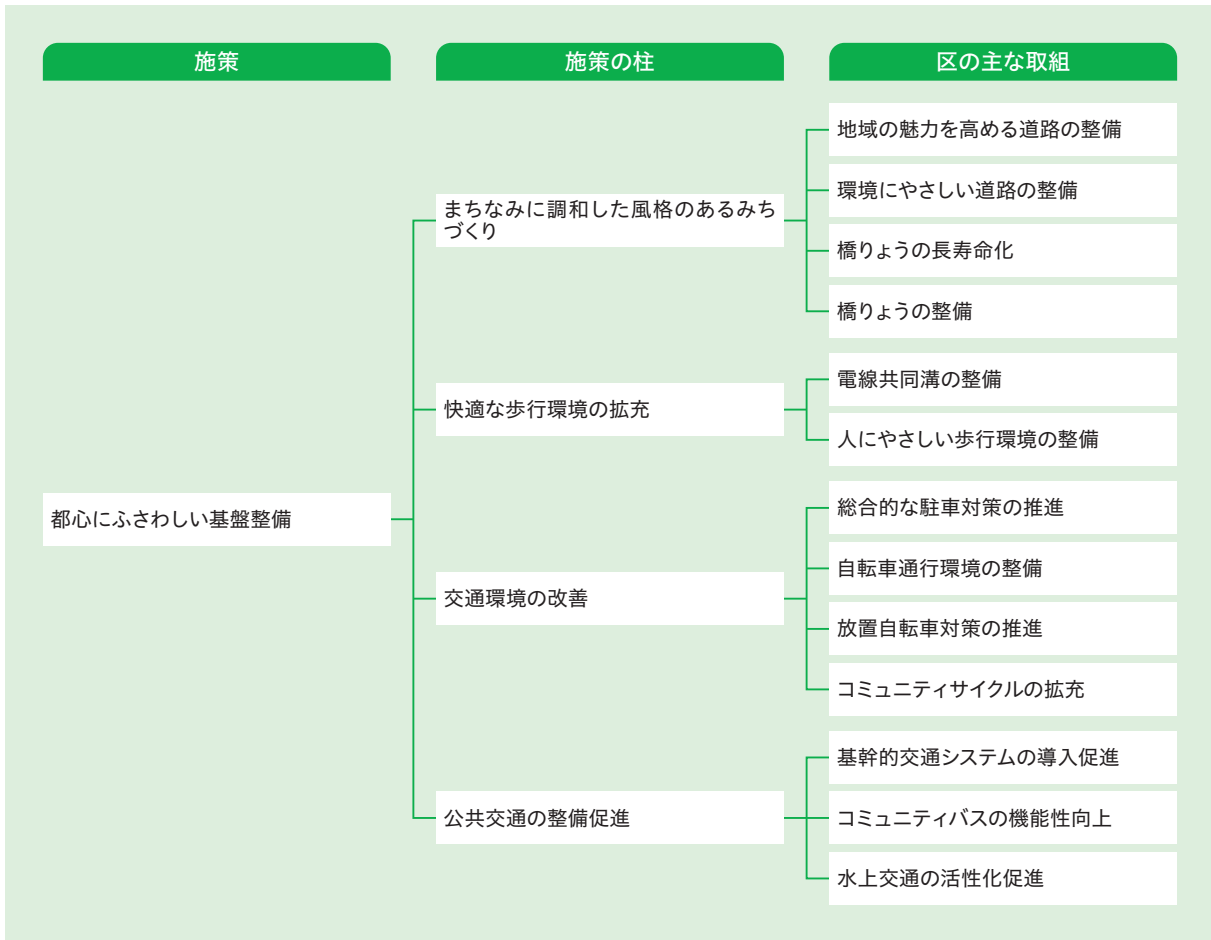 施策
施策の柱
区の主な取組
都心にふさわしい基盤整備
まちなみに調和した風格のあるみち
づくり
地域の魅力を高める道路の整備
環境にやさしい道路の整備
橋りょうの長寿命化
橋りょうの整備
快適な歩行環境の拡充
電線共同溝の整備
人にやさしい歩行環境の整備
交通環境の改善
総合的な駐車対策の推進
自転車通行環境の整備
放置自転車対策の推進
コミュニティサイクルの拡充
公共交通の整備促進
基幹的交通システムの導入促進
コミュニティバスの機能性向上
水上交通の活性化促進